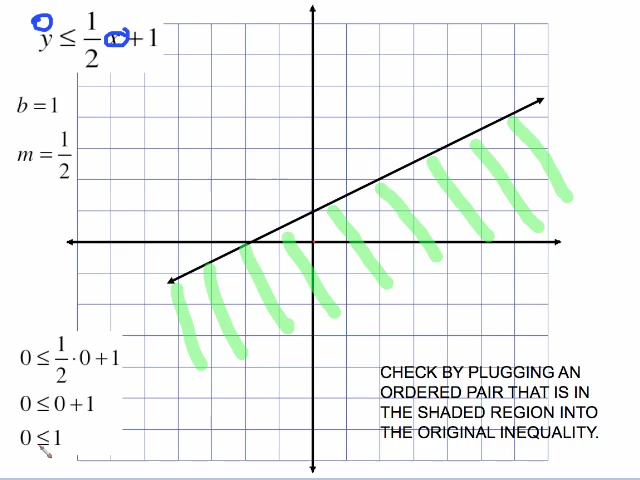 y ≤ 1/2 x + 1
b = 1
m = 1/2
0 ≤ 1/2 · 0 + 1
0 ≤ 0 + 1
0 ≤ 1
CHECK BY PLUGGING AN
ORDERED PAIR THAT IS IN
THE SHADED REGION INTO
THE ORIGINAL INEQUALITY.